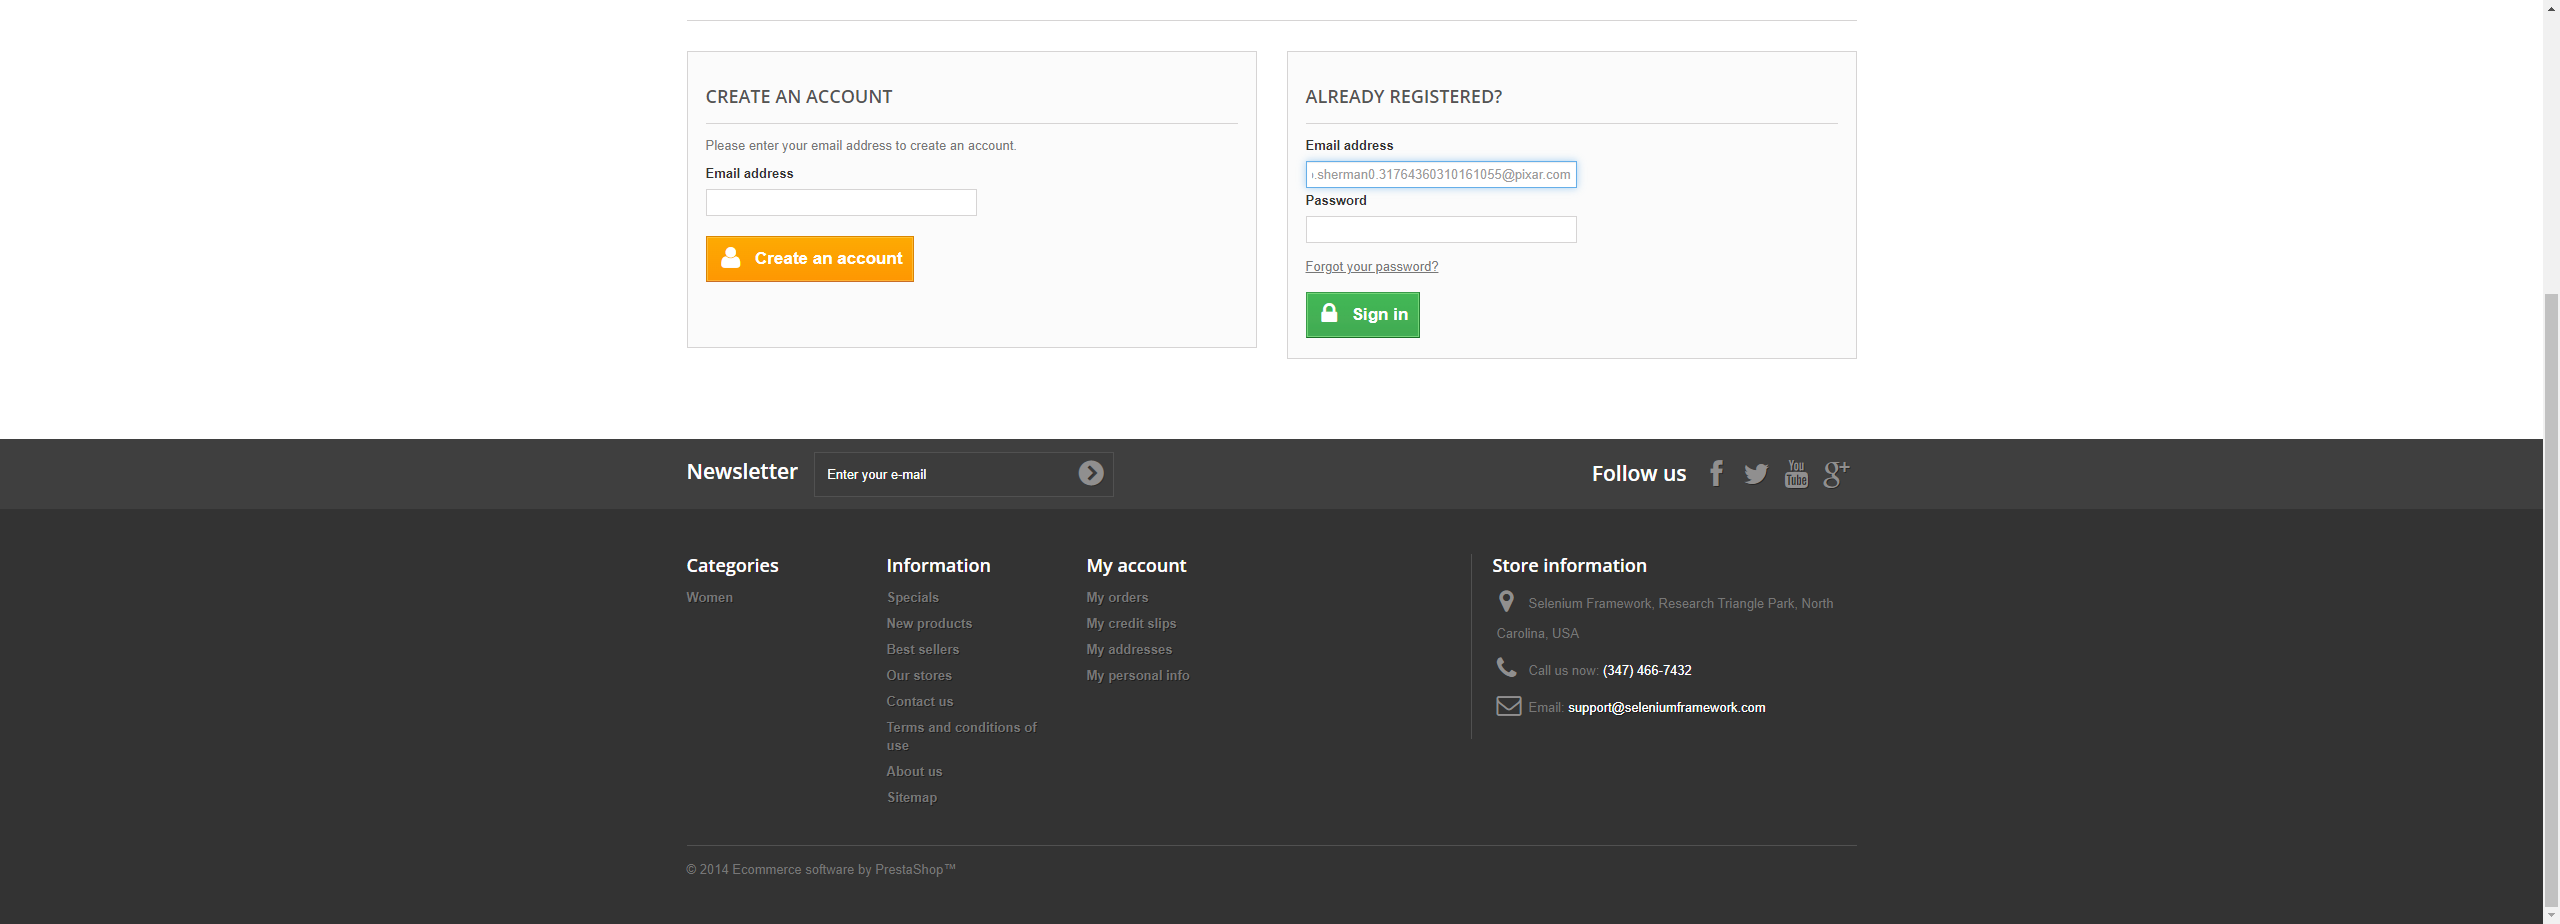 CREATE AN ACCOUNT
Please enter your email address to create an account.
Email address
Create an account
ALREADY REGISTERED?
Email address
.sherman0.31764360310161055@pixar.com
Password
Forgot your password?
Sign in
Newsletter
Enter your e-mail
Follow us
You
Tube
g+
Categories
Women
Information
Specials
New products
Best sellers
Our stores
Contact us
Terms and conditions of
use
About us
Sitemap
My account
My orders
My credit slips
My addresses
My personal info
Store information
Selenium Framework, Research Triangle Park, North
Carolina, USA
Call us now: (347) 466-7432
Email: support@seleniumframework.com
© 2014 Ecommerce software by PrestaShop™